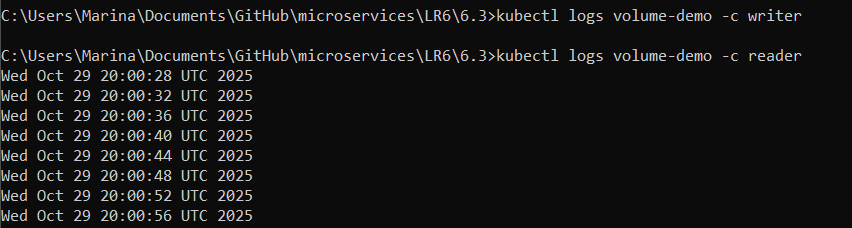 C:\Users\Marina\Documents\GitHub\microservices\LR6\6.3>kubectl logs volume-demo -c writer
C:\Users\Marina\Documents\GitHub\microservices\LR6\6.3>kubectl logs volume-demo -c reader
Wed Oct 29 20:00:28 UTC 2025
Wed Oct 29 20:00:32 UTC 2025
Wed Oct 29 20:00:36 UTC 2025
Wed Oct 29 20:00:40 UTC 2025
Wed Oct 29 20:00:44 UTC 2025
Wed Oct 29 20:00:48 UTC 2025
Wed Oct 29 20:00:52 UTC 2025
Wed Oct 29 20:00:56 UTC 2025